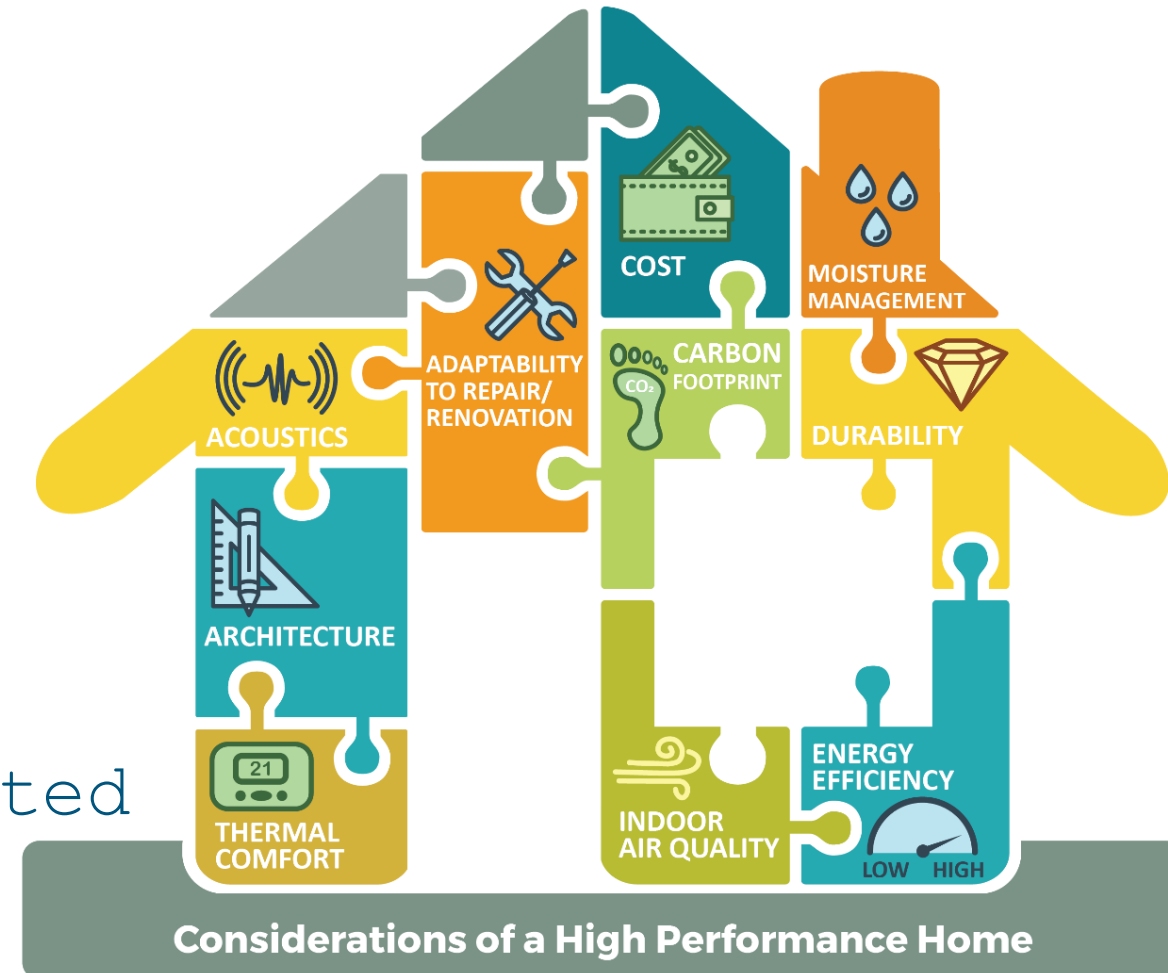 COST
MOISTURE
MANAGEMENT
ADAPTABILITY
TO REPAIR/
RENOVATION
CARBON
FOOTPRINT
CO₂
ACOUSTICS
DURABILITY
ARCHITECTURE
21
THERMAL
COMFORT
INDOOR
AIR QUALITY
ENERGY
EFFICIENCY
LOW HIGH
ted
Considerations of a High Performance Home